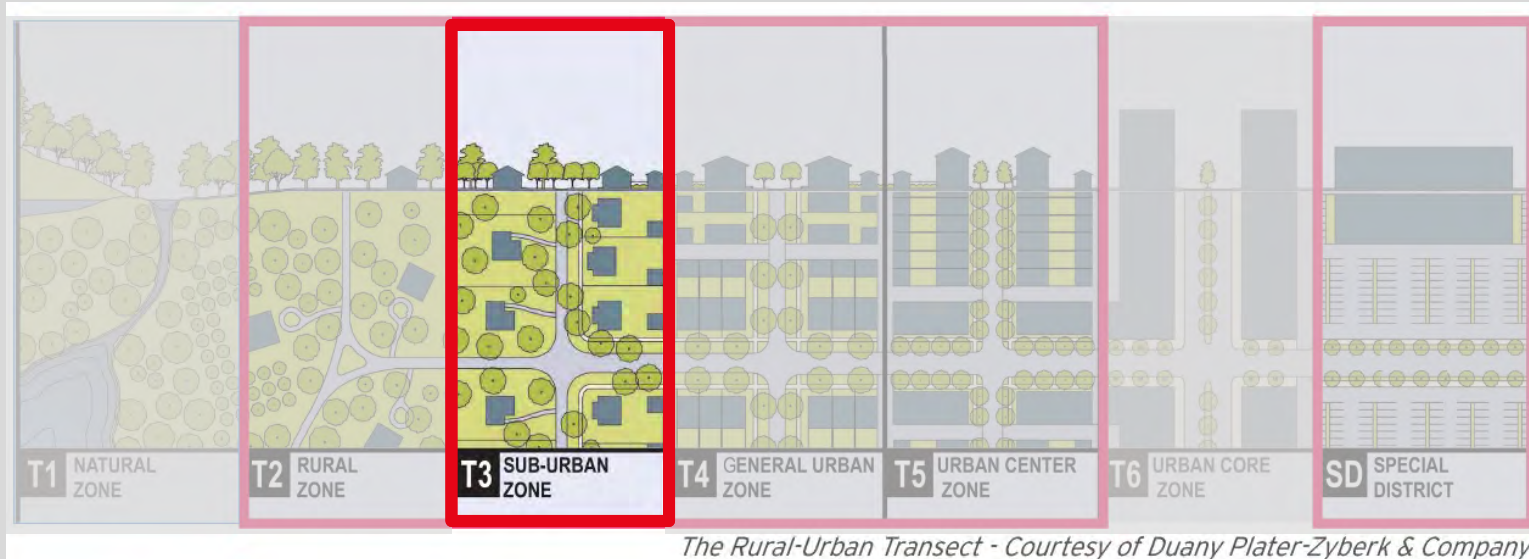 T1 NATURAL
ZONE
T2 RURAL
ZONE
T3 SUB-URBAN
ZONE
T4 GENERAL URBAN
ZONE
T5 URBAN CENTER
ZONE
T6 URBAN CORE
ZONE
SD SPECIAL
DISTRICT
The Rural-Urban Transect - Courtesy of Duany Plater-Zyberk & Company